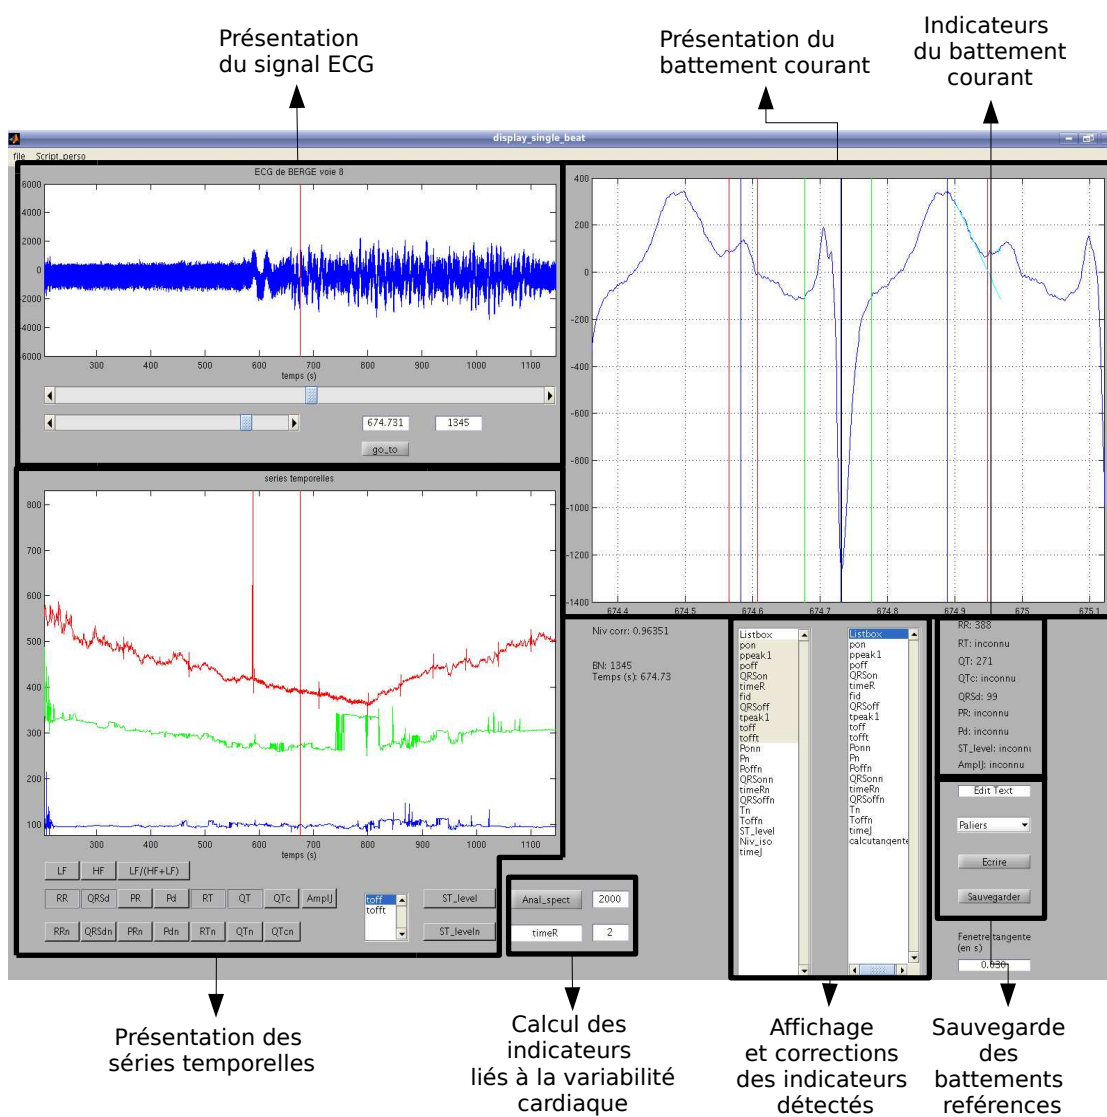 Présentation
du signal ECG
Présentation du
battement courant
Indicateurs
du battement
courant
display_single_beat
file Script_perso
ECG de BERGE voie 8
6000
4000
2000
0
-2000
-4000
-6000
300 400 500 600 700 800 900 1000 1100
temps (s)
674.731 1345
go_to
400
200
0
-200
-400
-600
-800
-1000
-1200
-1400
674.4 674.5 674.6 674.7 674.8 674.9 675 675.1
series temporelles
800
700
600
500
400
300
200
100
300 400 500 600 700 800 900 1000 1100
temps (s)
LF HF LF/(HF+LF)
RR QRSd PR Pd RT QT QTc AmplJ
RRn QRSdn PRn Pdn RTn QTn QTcn
toff
tofft
ST_level
ST_leveln
Anal_spect 2000
timeR 2
Niv corr: 0.96351
BN: 1345
Temps (s): 674.73
Listbox
pon
ppeak1
poff
QRSon
timeR
fid
QRSoff
tpeak1
toff
tofft
Ponn
Pn
Poffn
QRSonn
timeRn
QRSoffn
Tn
Toffn
ST_level
Niv_iso
timeJ
Listbox
pon
ppeak1
poff
QRSon
timeR
fid
QRSoff
tpeak1
toff
tofft
Ponn
Pn
Poffn
QRSonn
timeRn
QRSoffn
Tn
Toffn
timeJ
calcutangente
RR: 388
RT: inconnu
QT: 271
QTc: inconnu
QRSd: 99
PR: inconnu
Pd: inconnu
ST_level: inconnu
AmplJ: inconnu
Edit Text
Paliers
Ecrire
Sauvegarder
Fenetre tangente
(en s)
0.030
Présentation des
séries temporelles
Calcul des
indicateurs
liés à la variabilité
cardiaque
Affichage
et corrections
des indicateurs
détectés
Sauvegarde
des
battements
references